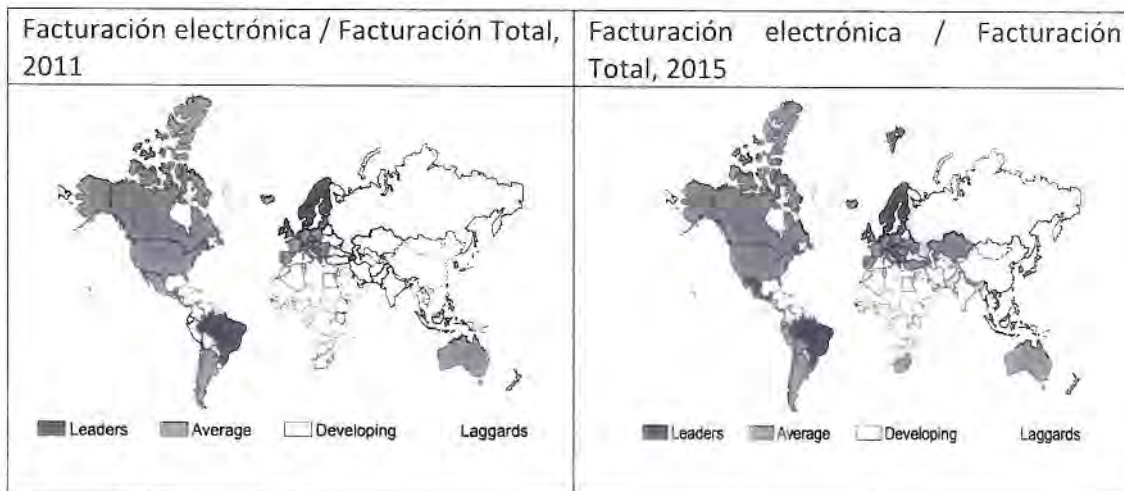 Facturación electrónica / Facturación Total,
2011
Facturación electrónica / Facturación
Total, 2015
Leaders Average Developing Laggards
Leaders Average Developing Laggards